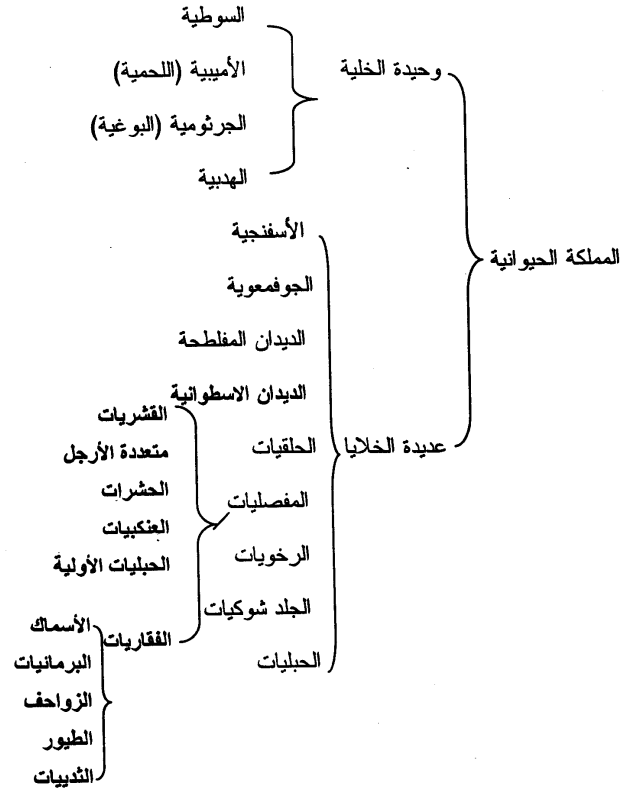 المملكة الحيوانية
وحيدة الخلية
السوطية
الأميبية (اللحمية)
الجرثومية (البوغية)
الهدبية
عديدة الخلايا
الأسفنجية
الجوفمعوية
الديدان المفلطحة
الديدان الاسطوانية
الحلقيات
المفصليات
الرخويات
الجلد شوكيات
الحبليات
القشريات
متعددة الأرجل
الحشرات
العنكبيات
الحبليات الأولية
الفقاريات
الأسماك
البرمانيات
الزواحف
الطيور
الثدييات